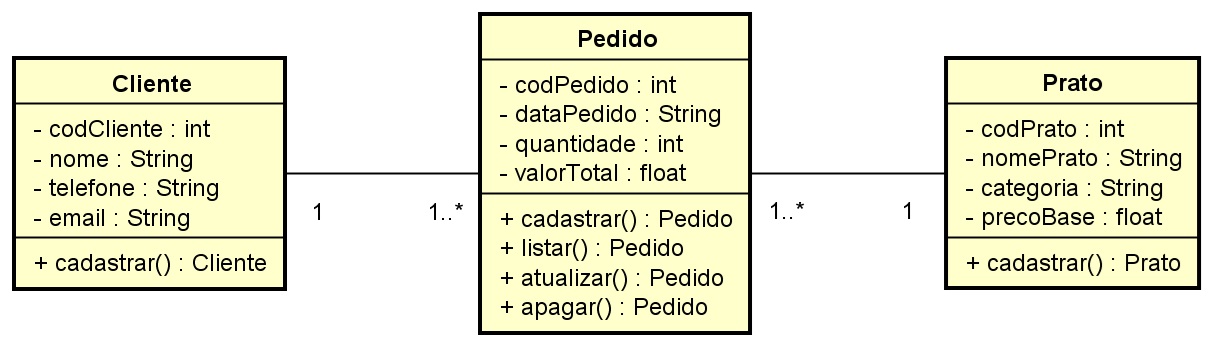 Cliente
- codCliente : int
- nome : String
- telefone : String
- email : String
+ cadastrar() : Cliente
1
1..*
Pedido
- codPedido : int
- dataPedido : String
- quantidade : int
- valorTotal : float
+ cadastrar() : Pedido
+ listar() : Pedido
+ atualizar() : Pedido
+ apagar() : Pedido
1..*
1
Prato
- codPrato : int
- nomePrato : String
- categoria : String
- precoBase : float
+ cadastrar() : Prato